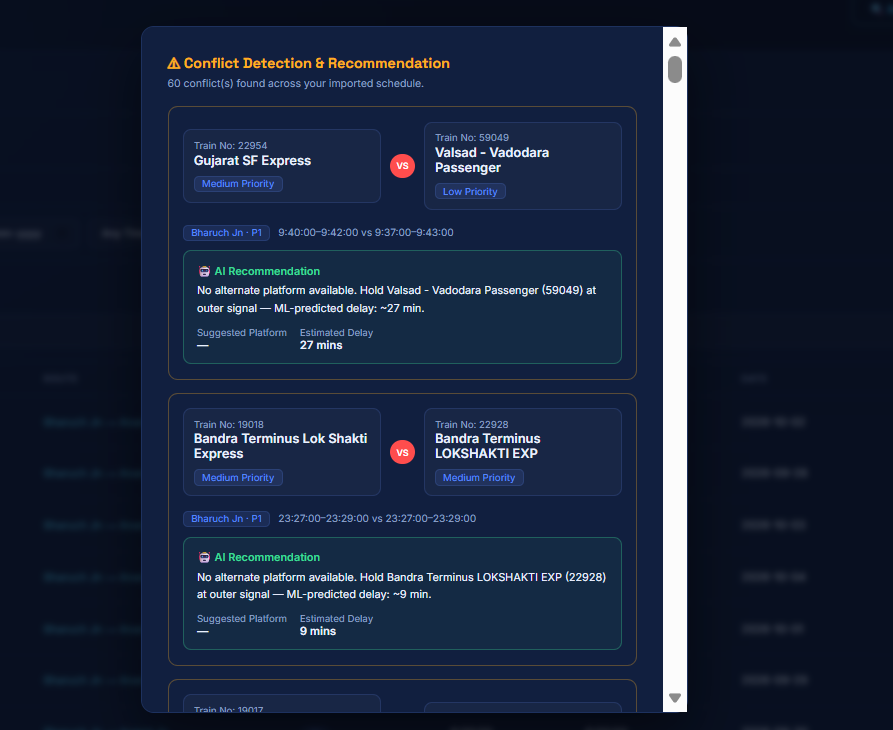 ⚠ Conflict Detection & Recommendation
60 conflict(s) found across your imported schedule.
Train No: 22954
Gujarat SF Express
Medium Priority
VS
Train No: 59049
Valsad - Vadodara
Passenger
Low Priority
Bharuch Jn · P1 9:40:00–9:42:00 vs 9:37:00–9:43:00
AI Recommendation
No alternate platform available. Hold Valsad - Vadodara Passenger (59049) at
outer signal — ML-predicted delay: ~27 min.
Suggested Platform Estimated Delay
— 27 mins
Train No: 19018
Bandra Terminus Lok Shakti
Express
Medium Priority
VS
Train No: 22928
Bandra Terminus
LOKSHAKTI EXP
Medium Priority
Bharuch Jn · P1 23:27:00–23:29:00 vs 23:27:00–23:29:00
AI Recommendation
No alternate platform available. Hold Bandra Terminus LOKSHAKTI EXP (22928)
at outer signal — ML-predicted delay: ~9 min.
Suggested Platform Estimated Delay
— 9 mins
Train No: 19017